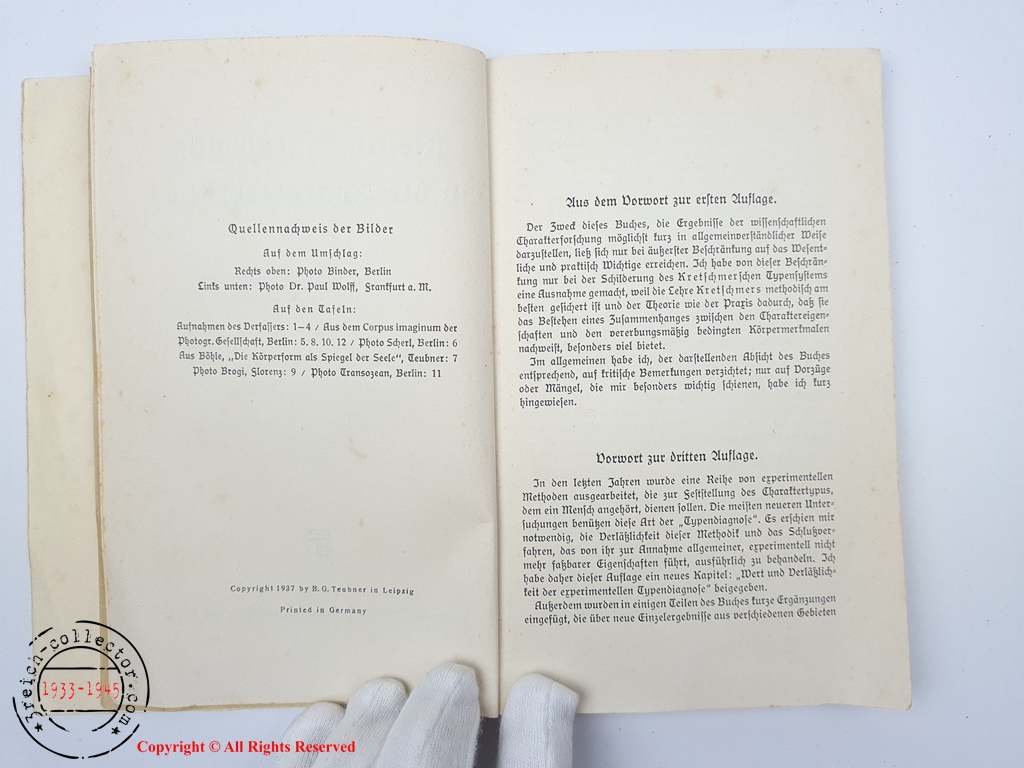 Quellennachweis der Bilder
Auf dem Umschlag:
Rechts oben: Photo Binder, Berlin
Links unten: Photo Dr. Paul Wolff, Frankfurt a. M.
Auf den Tafeln:
Aufnahmen des Verfassers: 1–4 / Aus dem Corpus imaginum der
Photogr. Gesellschaft, Berlin: 5. 8. 10. 12 / Photo Scherl, Berlin: 6
Aus Böhle, „Die Körperform als Spiegel der Seele“, Teubner: 7
Photo Brogi, Florenz: 9 / Photo Transozean, Berlin: 11
Copyright 1937 by B. G. Teubner in Leipzig
Printed in Germany
Aus dem Vorwort zur ersten Auflage.
Der Zweck dieses Buches, die Ergebnisse der wissenschaftlichen
Charakterforschung möglichst kurz in allgemeinverständlicher Weise
darzustellen, ließ sich nur bei äußerster Beschränkung auf das Wesent-
liche und praktisch Wichtige erreichen. Ich habe von dieser Beschrän-
kung nur bei der Schilderung des Kretschmerschen Typensystems
eine Ausnahme gemacht, weil die Lehre Kretschmers methodisch am
besten gesichert ist und der Theorie wie der Praxis dadurch, daß sie
das Bestehen eines Zusammenhanges zwischen den Charaktereigen-
schaften und den vererbungsmäßig bedingten Körpermerkmalen
nachweist, besonders viel bietet.
Im allgemeinen habe ich, der darstellenden Absicht des Buches
entsprechend, auf kritische Bemerkungen verzichtet; nur auf Vorzüge
oder Mängel, die mir besonders wichtig schienen, habe ich kurz
hingewiesen.
Vorwort zur dritten Auflage.
In den letzten Jahren wurde eine Reihe von experimentellen
Methoden ausgearbeitet, die zur Feststellung des Charaktertypus,
dem ein Mensch angehört, dienen sollen. Die meisten neueren Unter-
suchungen benützen diese Art der „Typendiagnose“. Es erschien mir
notwendig, die Verläßlichkeit dieser Methodik und das Schlußver-
fahren, das von ihr zur Annahme allgemeiner, experimentell nicht
mehr faßbarer Eigenschaften führt, ausführlich zu behandeln. Ich
habe daher dieser Auflage ein neues Kapitel: „Wert und Verläßlich-
keit der experimentellen Typendiagnose“ beigegeben.
Außerdem wurden in einigen Teilen des Buches kurze Ergänzungen
eingefügt, die über neue Einzelergebnisse aus verschiedenen Gebieten
3reich-collector.com
1933-1945
Copyright © All Rights Reserved